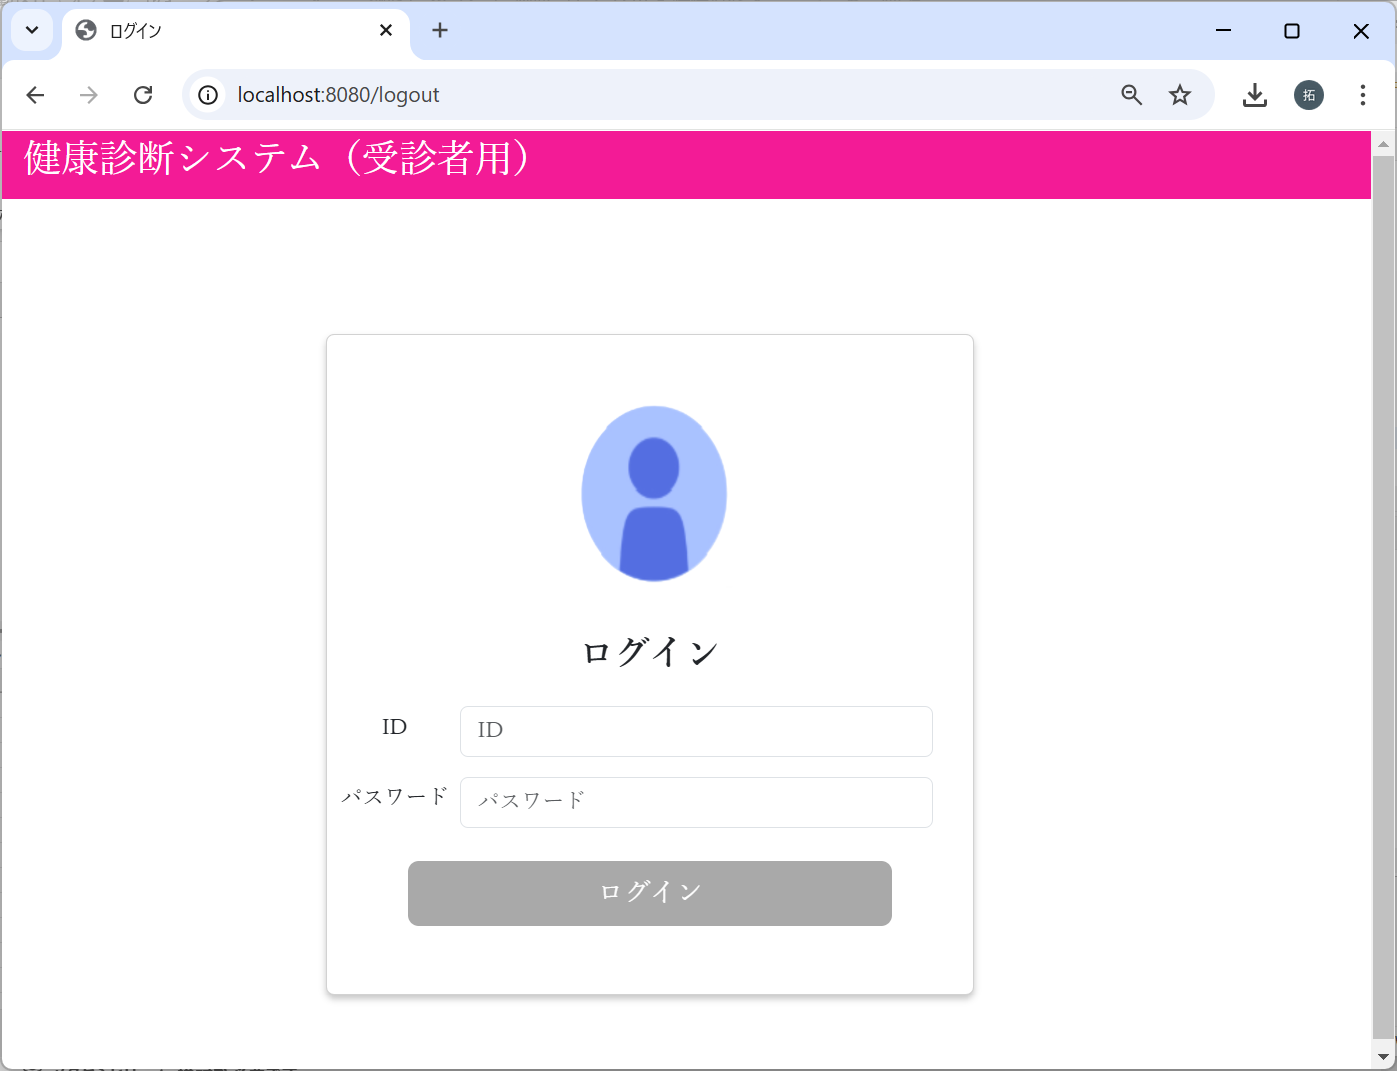 ログイン
localhost:8080/logout
拓
健康診断システム（受診者用）
ログイン
ID ID
パスワード パスワード
ログイン